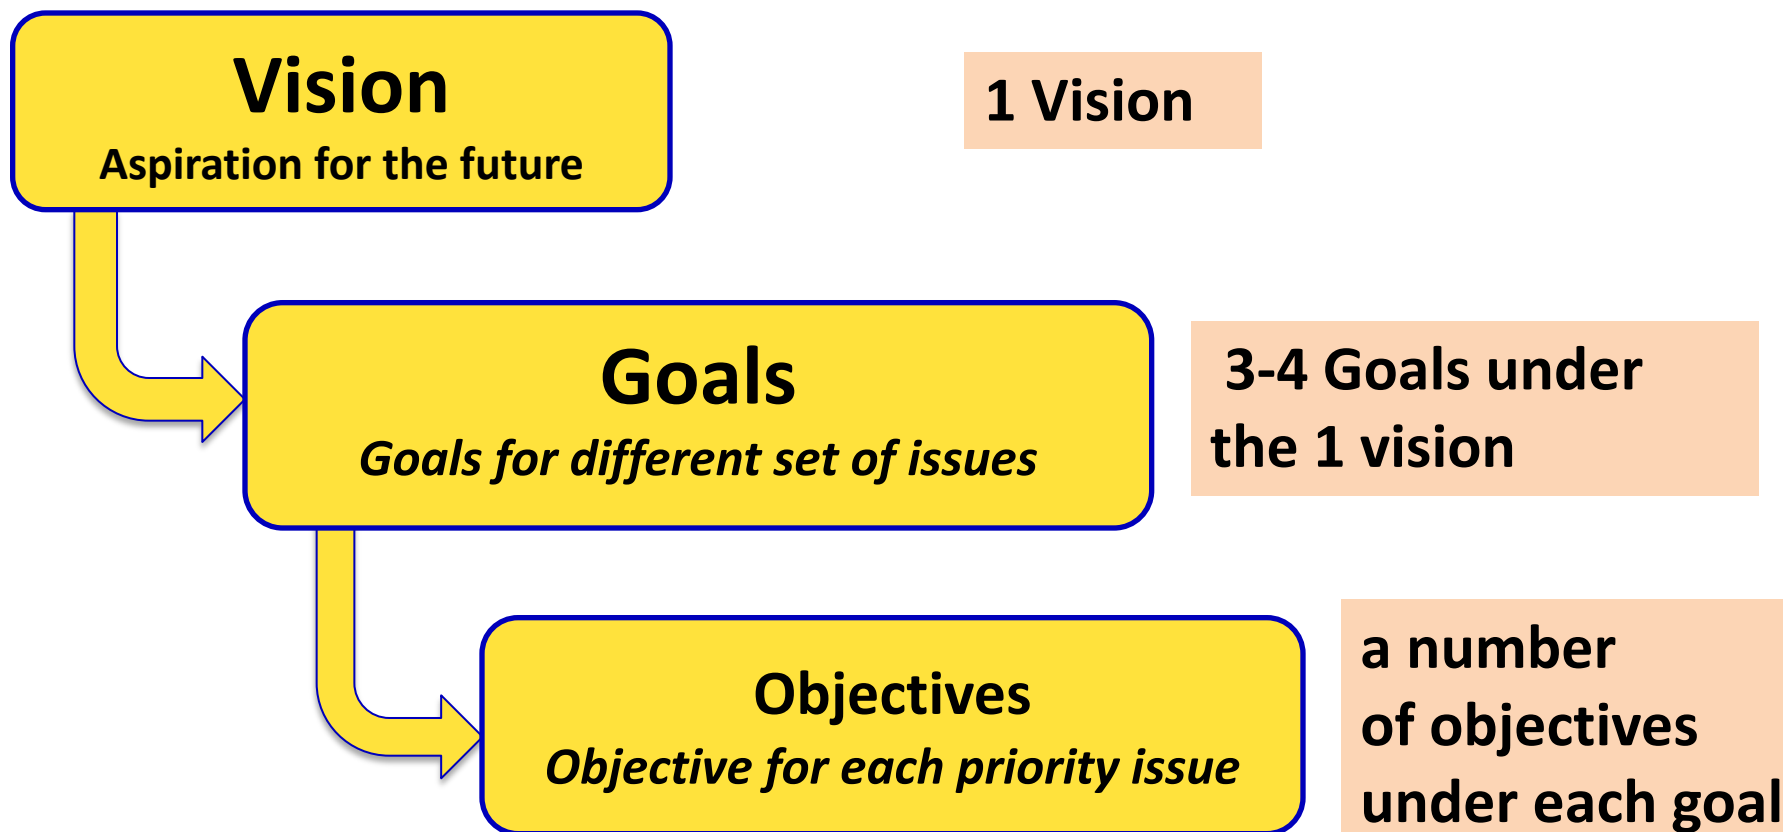 Vision
Aspiration for the future
1 Vision
Goals
Goals for different set of issues
3-4 Goals under
the 1 vision
Objectives
Objective for each priority issue
a number
of objectives
under each goal